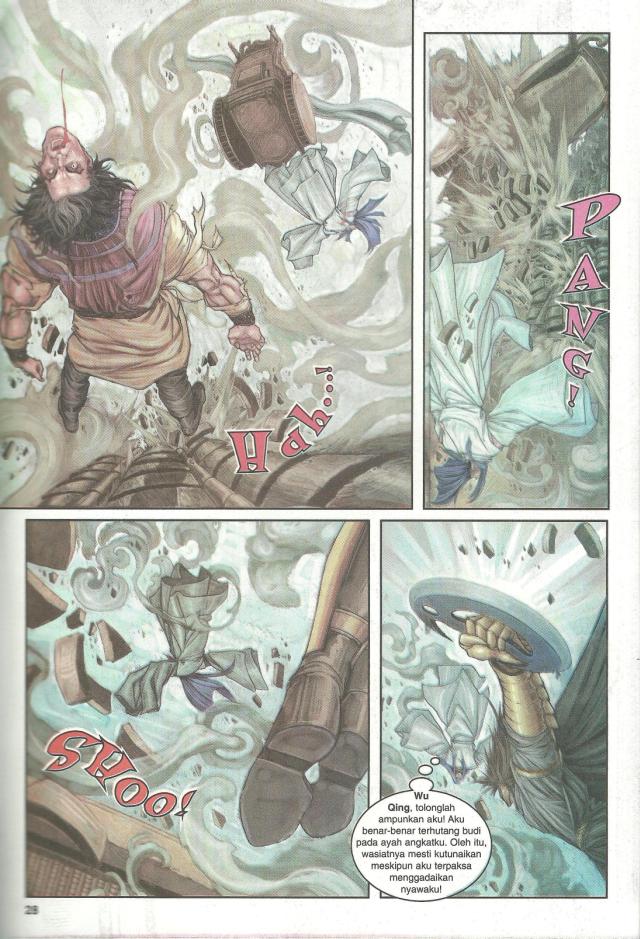 Hah...!
PANG!
SHOO!
Wu
Qing, tolonglah
ampunkan aku! Aku
benar-benar terhutang budi
pada ayah angkatku. Oleh itu,
wasiatnya mesti kutunaikan
meskipun aku terpaksa
menggadaikan
nyawaku!
28